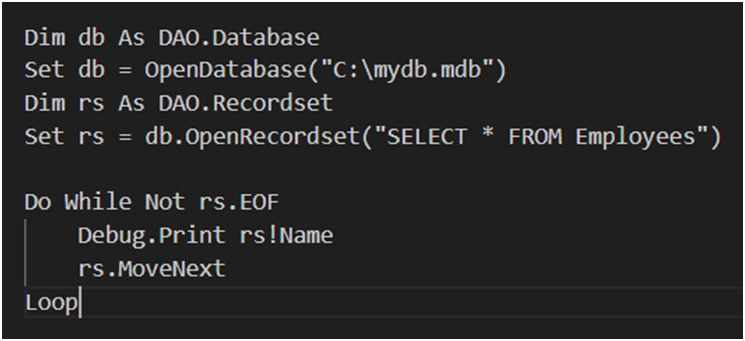 Dim db As DAO.Database
Set db = OpenDatabase("C:\mydb.mdb")
Dim rs As DAO.Recordset
Set rs = db.OpenRecordset("SELECT * FROM Employees")

Do While Not rs.EOF
    Debug.Print rs!Name
    rs.MoveNext
Loop